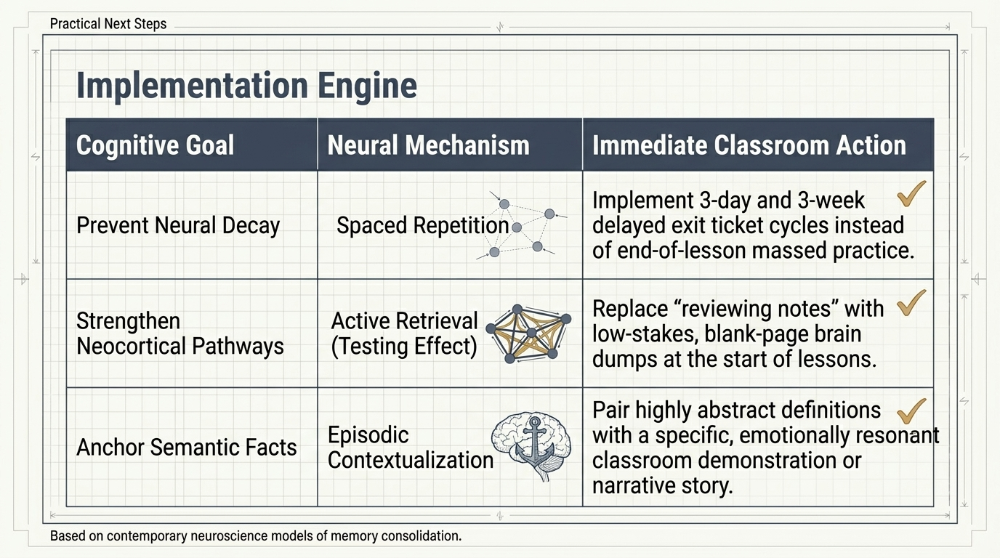 Practical Next Steps
Implementation Engine
Cognitive Goal
Neural Mechanism
Immediate Classroom Action
Prevent Neural Decay
Spaced Repetition
Implement 3-day and 3-week
delayed exit ticket cycles instead
of end-of-lesson massed practice.
Strengthen
Neocortical Pathways
Active Retrieval
(Testing Effect)
Replace “reviewing notes” with
low-stakes, blank-page brain
dumps at the start of lessons.
Anchor Semantic Facts
Episodic
Contextualization
Pair highly abstract definitions
with a specific, emotionally resonant
classroom demonstration or
narrative story.
Based on contemporary neuroscience models of memory consolidation.